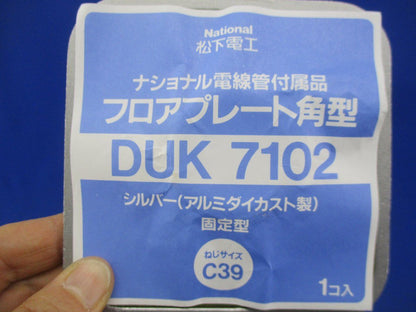 National
松下電工
ナショナル電線管付属品
フロアプレート角型
DUK 7102
シルバー(アルミダイカスト製)
固定型
ねじサイズ
C39
1コ入